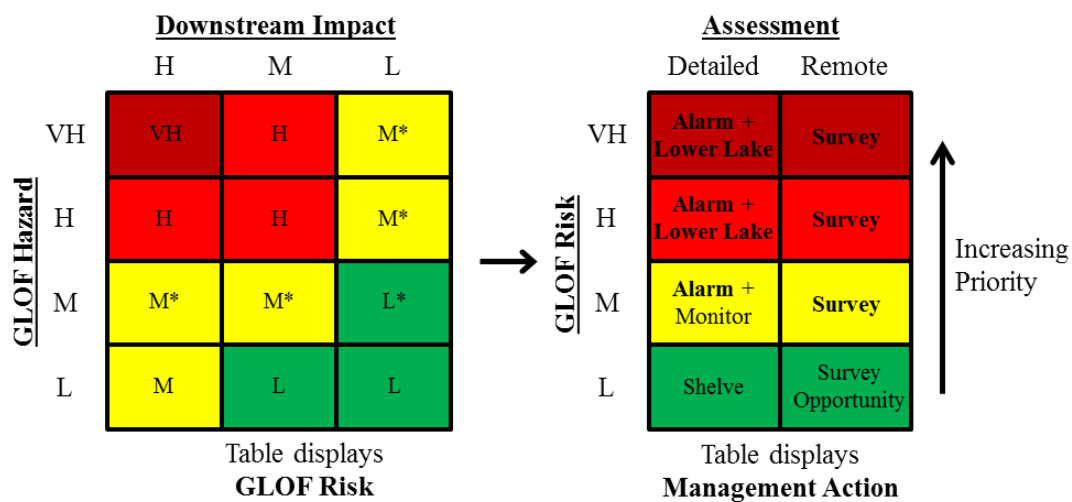 Downstream Impact
H M L
GLOF Hazard
VH VH H M*
H H H M*
M M* M* L*
L M L L
Table displays
GLOF Risk
Assessment
Detailed Remote
GLOF Risk
VH
Alarm +
Lower Lake
Survey
H
Alarm +
Lower Lake
Survey
M
Alarm +
Monitor
Survey
L
Shelve
Survey
Opportunity
Table displays
Management Action
Increasing
Priority